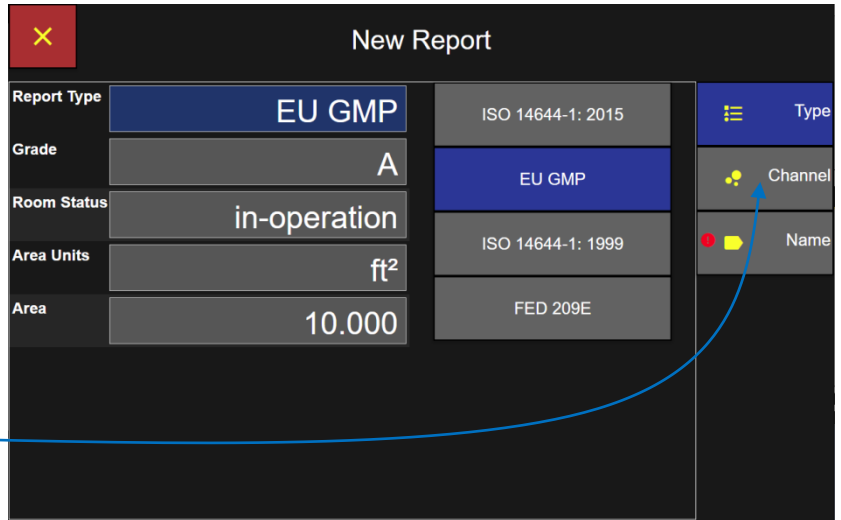 New Report
Report Type
EU GMP
Grade
A
Room Status
in-operation
Area Units
ft²
Area
10.000
ISO 14644-1: 2015
EU GMP
ISO 14644-1: 1999
FED 209E
Type
Channel
Name